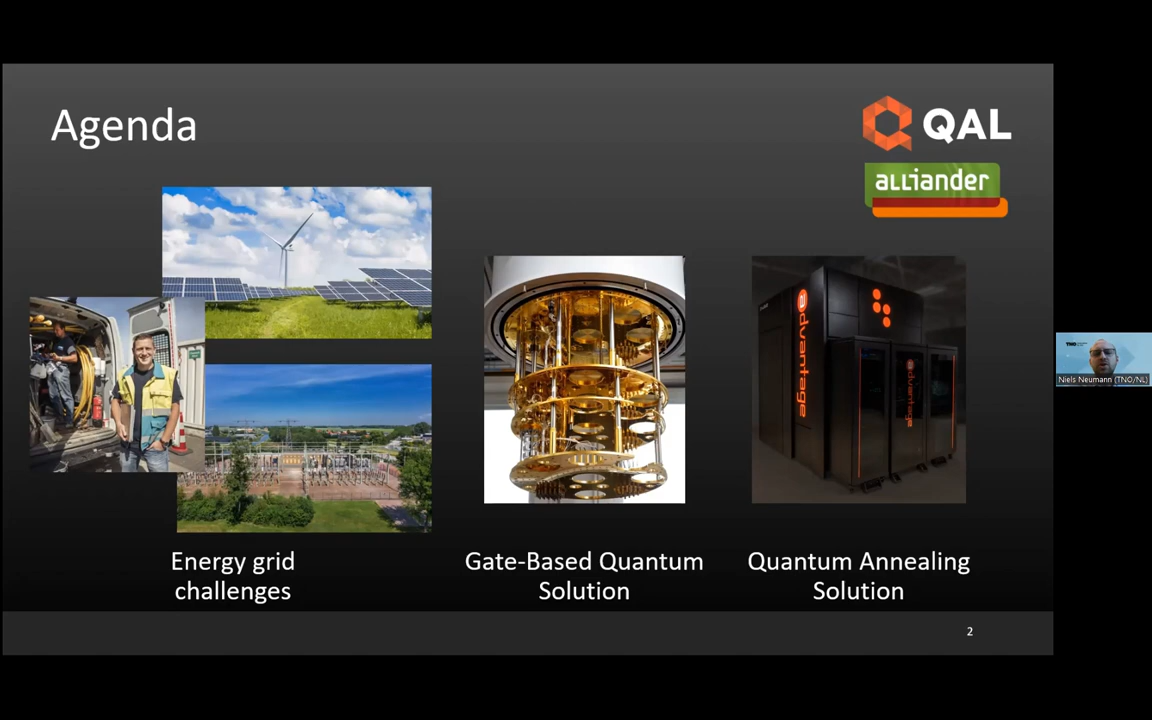 Agenda
QAL
alliander
advantage
advantage
Energy grid
challenges
Gate-Based Quantum
Solution
Quantum Annealing
Solution
2
TNO
Niels Neumann (TNO/NL)